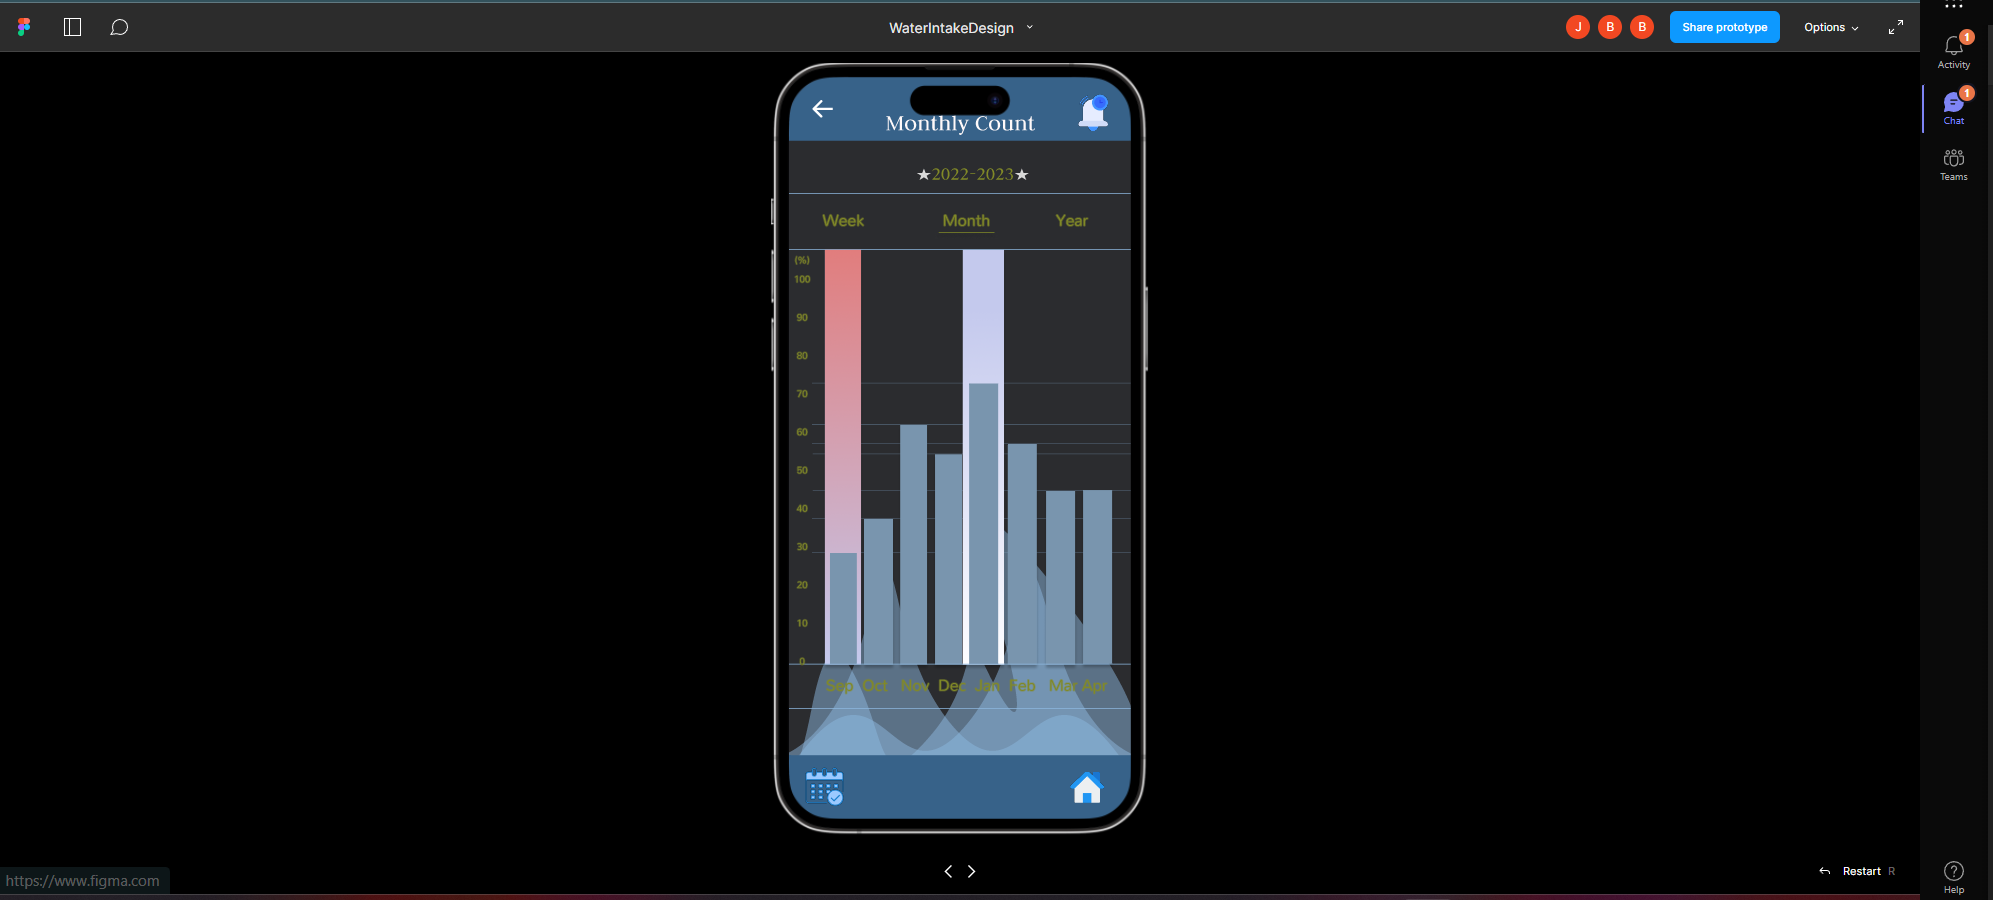 WaterIntakeDesign
J B B
Share prototype
Options
1
Activity
1
Chat
Teams
Monthly Count
★2022-2023★
Week Month Year
(%)
100
90
80
70
60
50
40
30
20
10
0
Sep Oct Nov Dec Jan Feb Mar Apr
https://www.figma.com
Restart R
Help